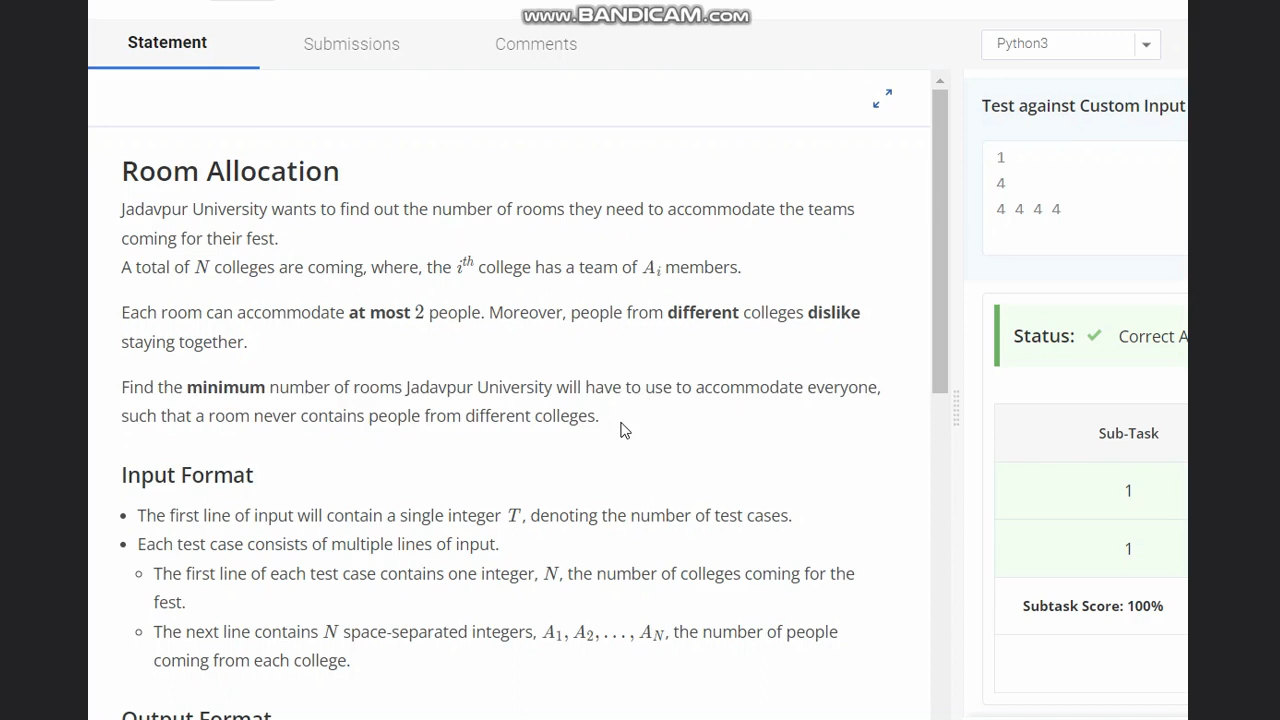 www.BANDICAM.com
Statement
Submissions
Comments
Python3
Test against Custom Input
1
4
4 4 4 4
Room Allocation
Jadavpur University wants to find out the number of rooms they need to accommodate the teams
coming for their fest.
A total of N colleges are coming, where, the i^th college has a team of A_i members.
Each room can accommodate at most 2 people. Moreover, people from different colleges dislike
staying together.
Find the minimum number of rooms Jadavpur University will have to use to accommodate everyone,
such that a room never contains people from different colleges.
Input Format
• The first line of input will contain a single integer T, denoting the number of test cases.
• Each test case consists of multiple lines of input.
◦ The first line of each test case contains one integer, N, the number of colleges coming for the
fest.
◦ The next line contains N space-separated integers, A_1, A_2, ..., A_N, the number of people
coming from each college.
Output Format
Status: ✓ Correct A
Sub-Task
1
1
Subtask Score: 100%